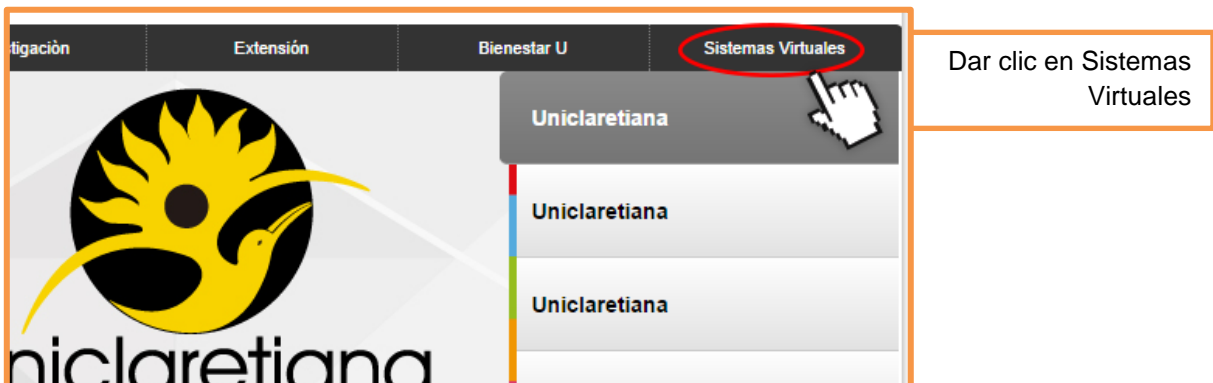 tigaciòn
Extensión
Bienestar U
Sistemas Virtuales
Dar clic en Sistemas
Virtuales
Uniclaretiana
Uniclaretiana
Uniclaretiana
niclaretiana